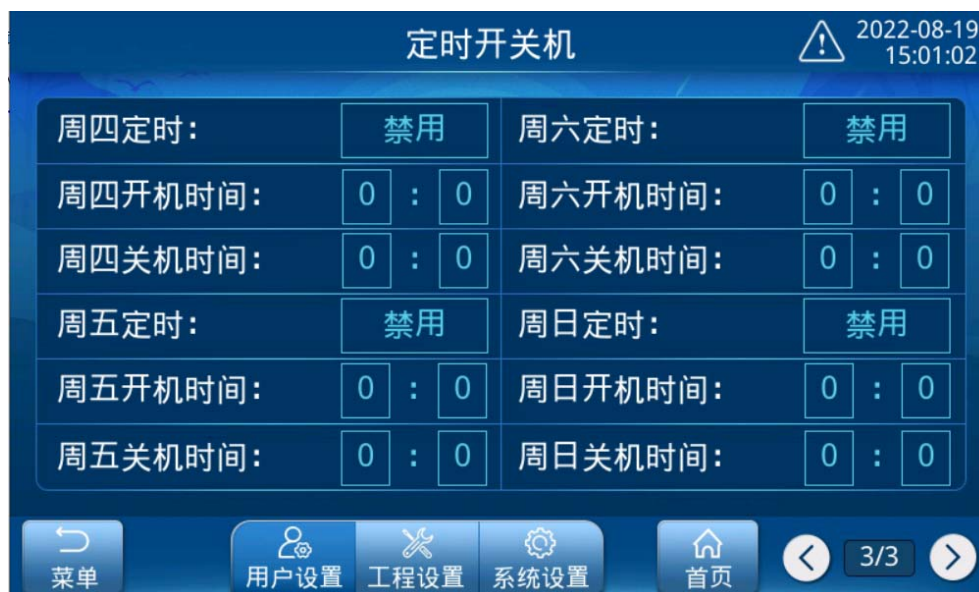 定时开关机
2022-08-19
15:01:02
周四定时: 禁用 周六定时: 禁用
周四开机时间: 0 : 0 周六开机时间: 0 : 0
周四关机时间: 0 : 0 周六关机时间: 0 : 0
周五定时: 禁用 周日定时: 禁用
周五开机时间: 0 : 0 周日开机时间: 0 : 0
周五关机时间: 0 : 0 周日关机时间: 0 : 0
菜单 用户设置 工程设置 系统设置 首页 3/3